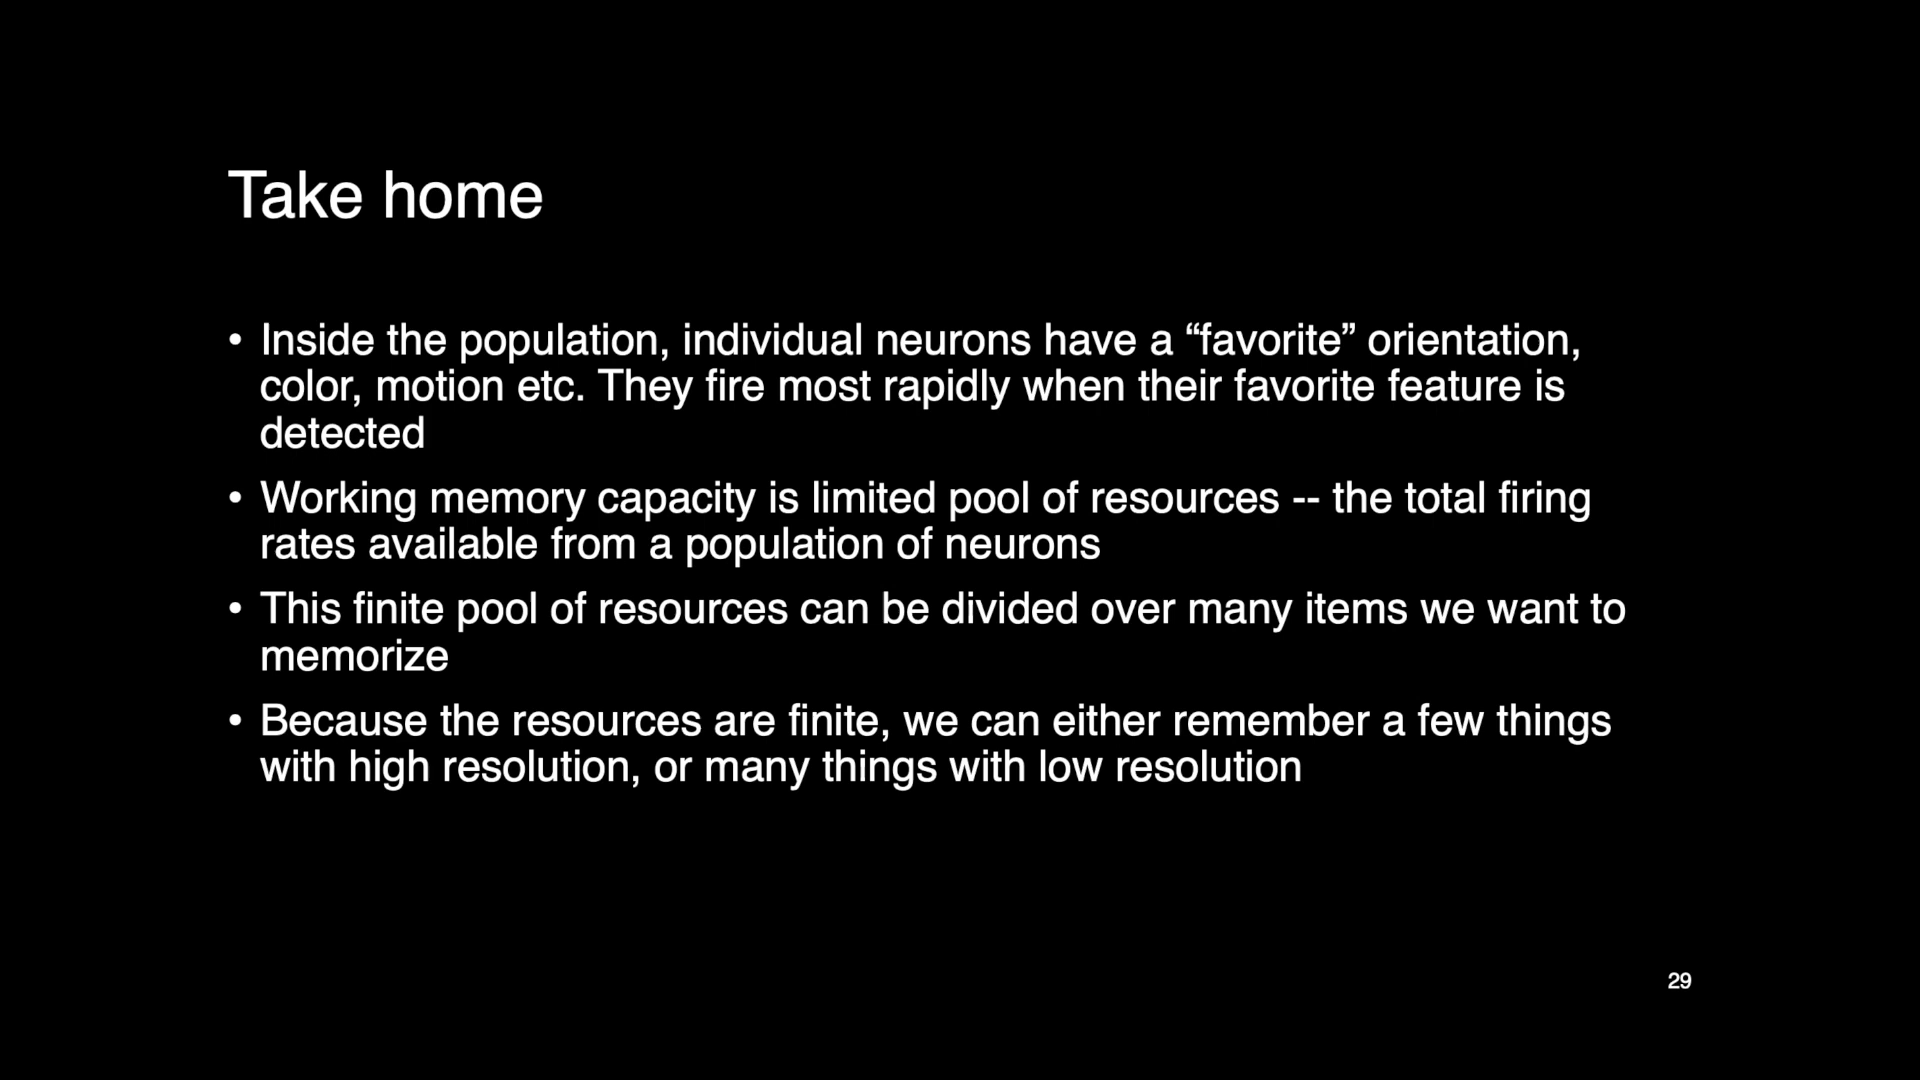 Take home
• Inside the population, individual neurons have a “favorite” orientation,
color, motion etc. They fire most rapidly when their favorite feature is
detected
• Working memory capacity is limited pool of resources -- the total firing
rates available from a population of neurons
• This finite pool of resources can be divided over many items we want to
memorize
• Because the resources are finite, we can either remember a few things
with high resolution, or many things with low resolution
29